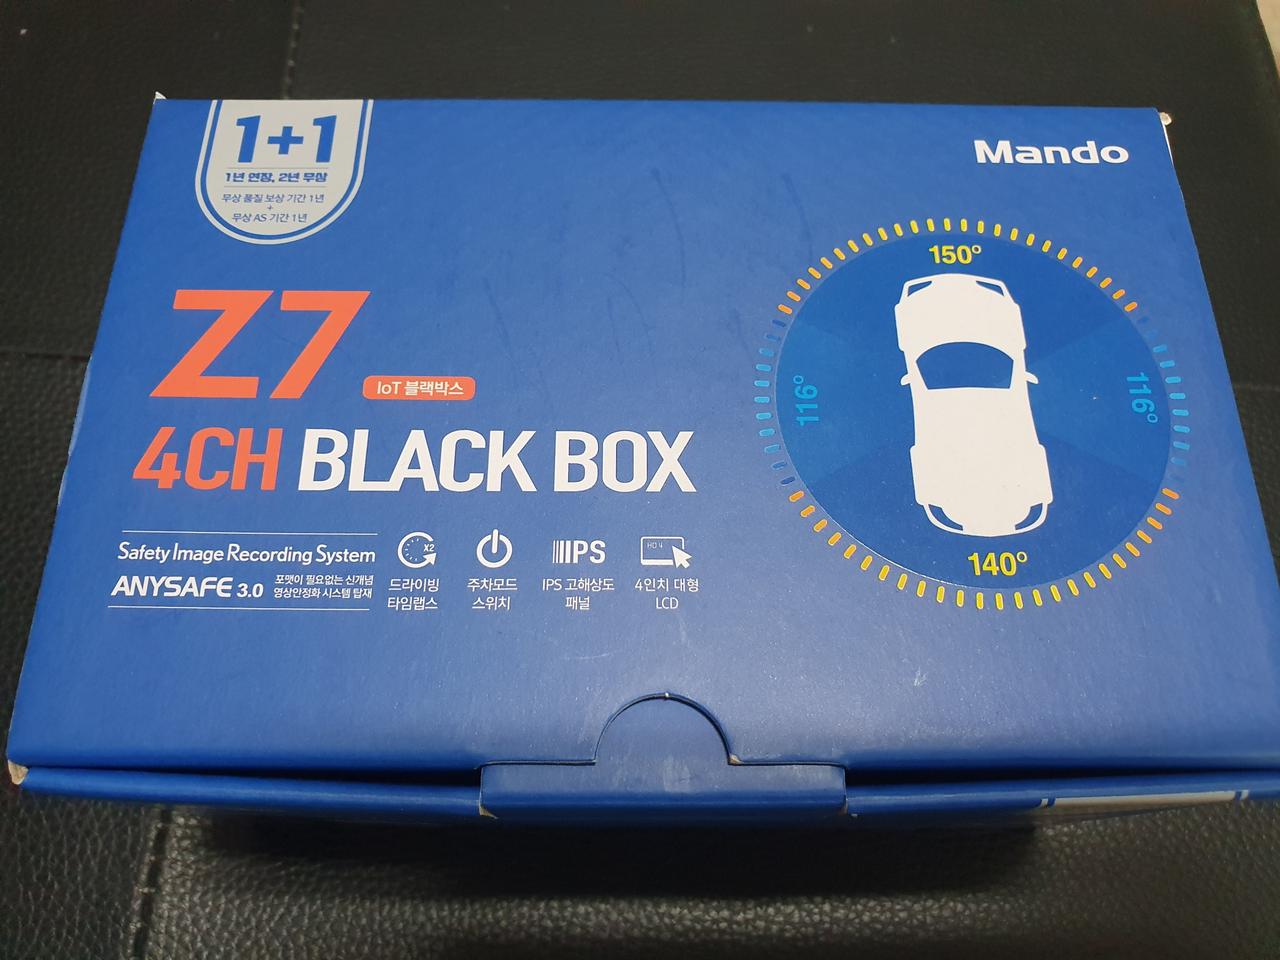 1+1
1년 연장, 2년 무상
무상 품질 보상 기간 1년
+
무상 AS 기간 1년
Mando
Z7
IoT 블랙박스
4CH BLACK BOX
150°
116°
116°
140°
Safety Image Recording System
ANYSAFE 3.0
포맷이 필요없는 신개념
영상안정화 시스템 탑재
X2
드라이빙
타임랩스
주차모드
스위치
IPS
IPS 고해상도
패널
HD 4
4인치 대형
LCD